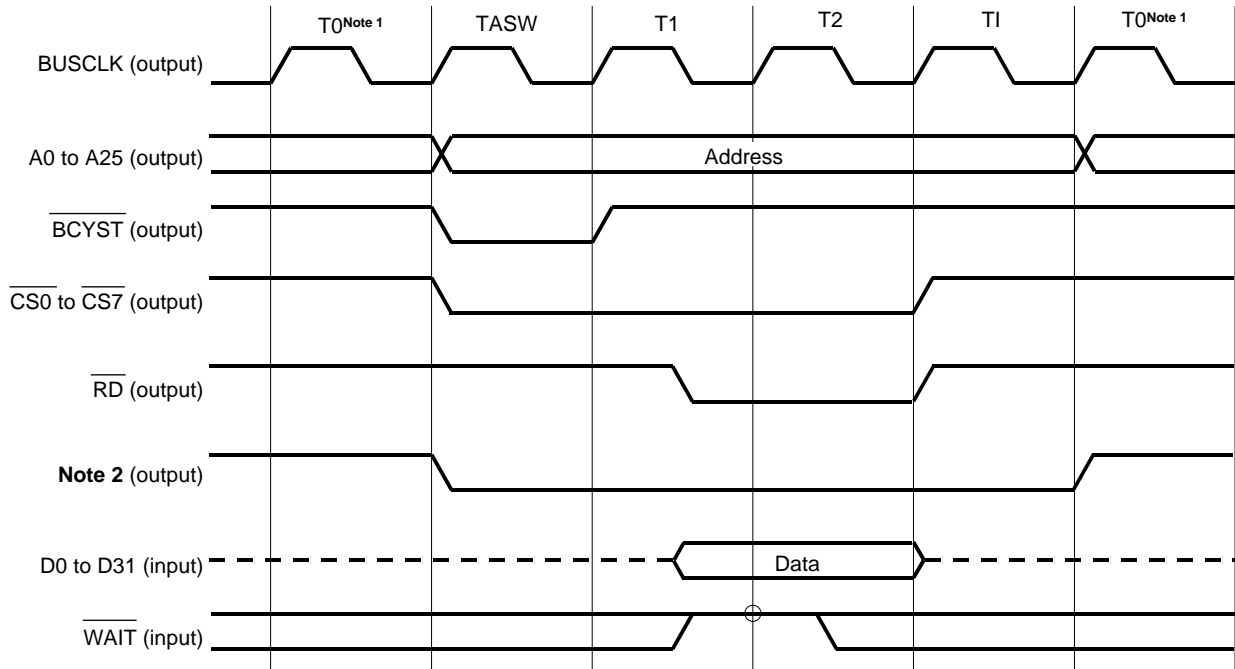 T0Note 1 TASW T1 T2 TI T0Note 1
BUSCLK (output)
A0 to A25 (output) Address
BCYST (output)
CS0 to CS7 (output)
RD (output)
Note 2 (output)
D0 to D31 (input) Data
WAIT (input)